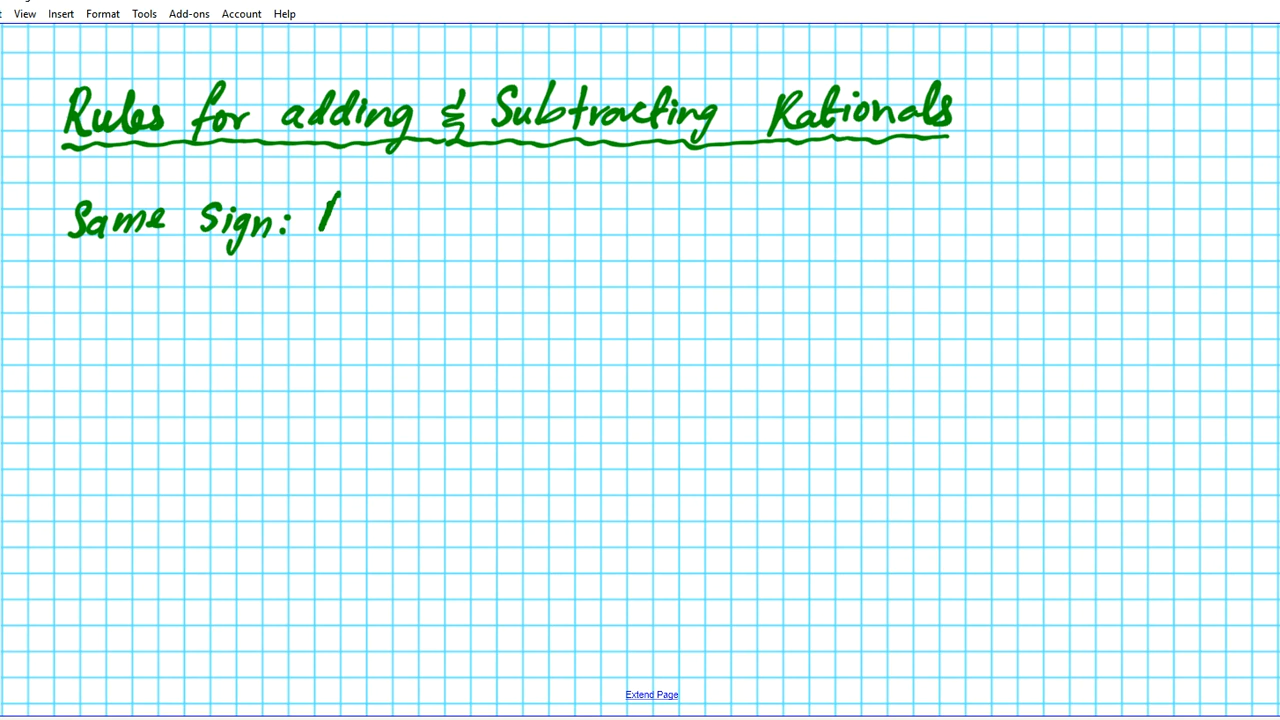 View Insert Format Tools Add-ons Account Help
Rules for adding & Subtracting Rationals
Same Sign:
Extend Page